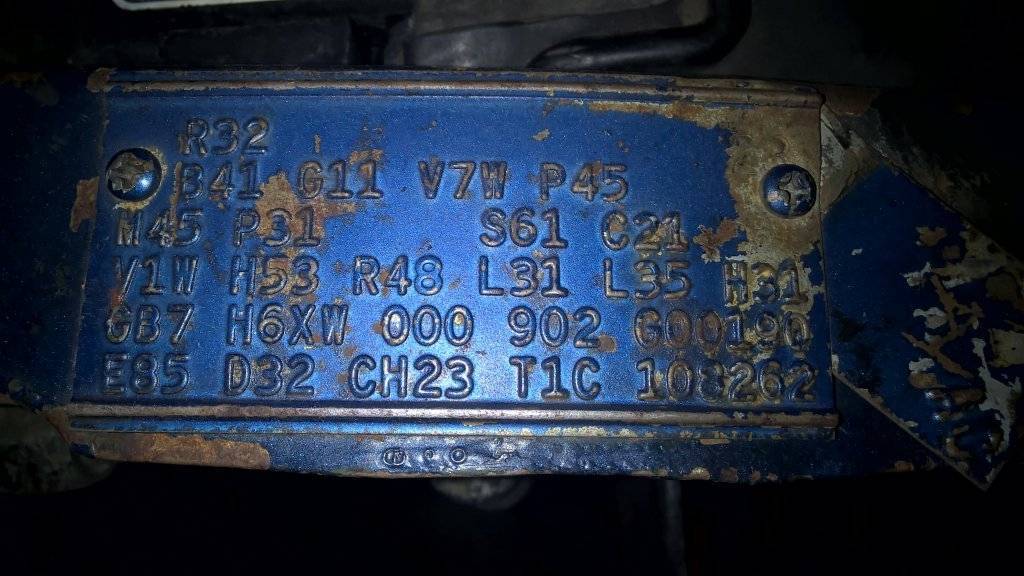 R32
B41 G11 V7W P45
M45 P31 S61 C21
V1W H53 R48 L31 L35 H31
GB7 H6XW 000 902 G00190
E85 D32 CH23 T1C 108262